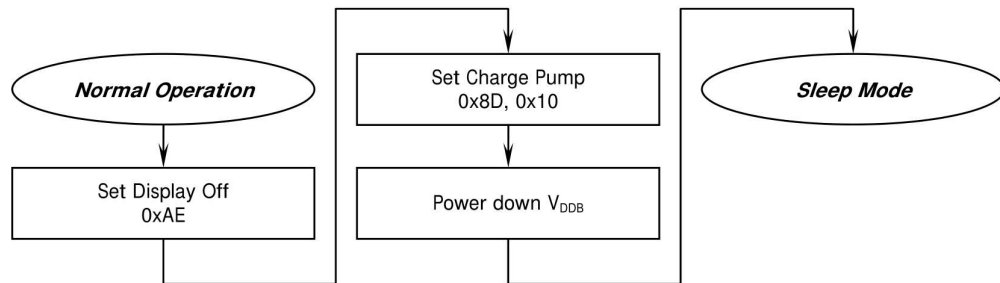 Normal Operation
Set Display Off
0xAE
Set Charge Pump
0x8D, 0x10
Power down VDDB
Sleep Mode